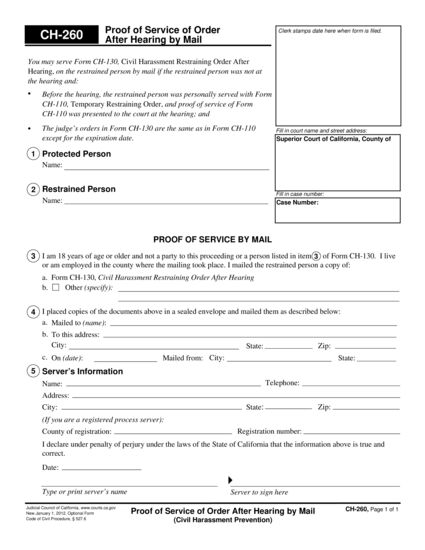 CH-260
Proof of Service of Order
After Hearing by Mail
Clerk stamps date here when form is filed.
You may serve Form CH-130, Civil Harassment Restraining Order After
Hearing, on the restrained person by mail if the restrained person was not at
the hearing and:
• Before the hearing, the restrained person was personally served with Form
CH-110, Temporary Restraining Order, and proof of service of Form
CH-110 was presented to the court at the hearing; and
• The judge's orders in Form CH-130 are the same as in Form CH-110
except for the expiration date.
Fill in court name and street address:
Superior Court of California, County of
1 Protected Person
Name:
2 Restrained Person
Name:
Fill in case number:
Case Number:
PROOF OF SERVICE BY MAIL
3 I am 18 years of age or older and not a party to this proceeding or a person listed in item 3 of Form CH-130. I live
or am employed in the county where the mailing took place. I mailed the restrained person a copy of:
a. Form CH-130, Civil Harassment Restraining Order After Hearing
b. Other (specify):
4 I placed copies of the documents above in a sealed envelope and mailed them as described below:
a. Mailed to (name):
b. To this address:
City: State: Zip:
c. On (date): Mailed from: City: State:
5 Server's Information
Name: Telephone:
Address:
City: State: Zip:
(If you are a registered process server):
County of registration: Registration number:
I declare under penalty of perjury under the laws of the State of California that the information above is true and
correct.
Date:
Type or print server's name Server to sign here
Judicial Council of California, www.courts.ca.gov
New January 1, 2012, Optional Form
Code of Civil Procedure, § 527.6
Proof of Service of Order After Hearing by Mail
(Civil Harassment Prevention)
CH-260, Page 1 of 1